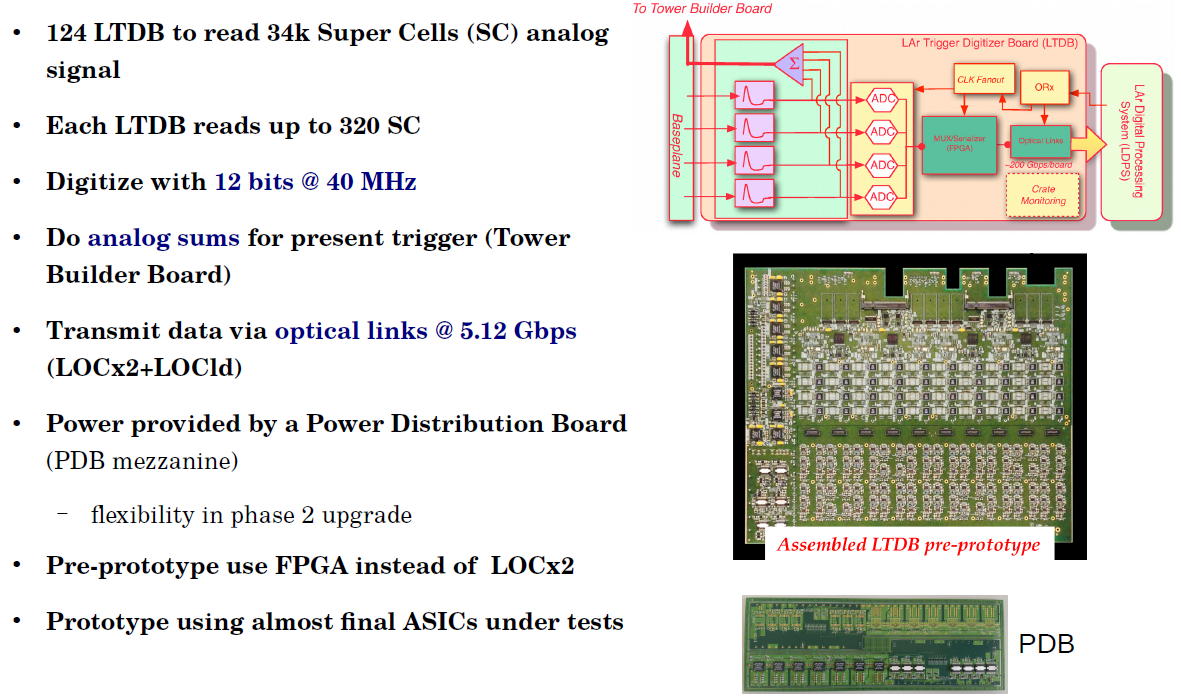 • 124 LTDB to read 34k Super Cells (SC) analog
signal
• Each LTDB reads up to 320 SC
• Digitize with 12 bits @ 40 MHz
• Do analog sums for present trigger (Tower
Builder Board)
• Transmit data via optical links @ 5.12 Gbps
(LOCx2+LOCld)
• Power provided by a Power Distribution Board
(PDB mezzanine)
– flexibility in phase 2 upgrade
• Pre-prototype use FPGA instead of LOCx2
• Prototype using almost final ASICs under tests
To Tower Builder Board
LAr Trigger Digitizer Board (LTDB)
Baseplane
Σ
ADC
ADC
ADC
ADC
CLK Fanout
ORx
MUX/Serializer
(FPGA)
Optical Links
~200 Gbps/board
Crate
Monitoring
LAr Digital Processing
System (LDPS)
Assembled LTDB pre-prototype
PDB